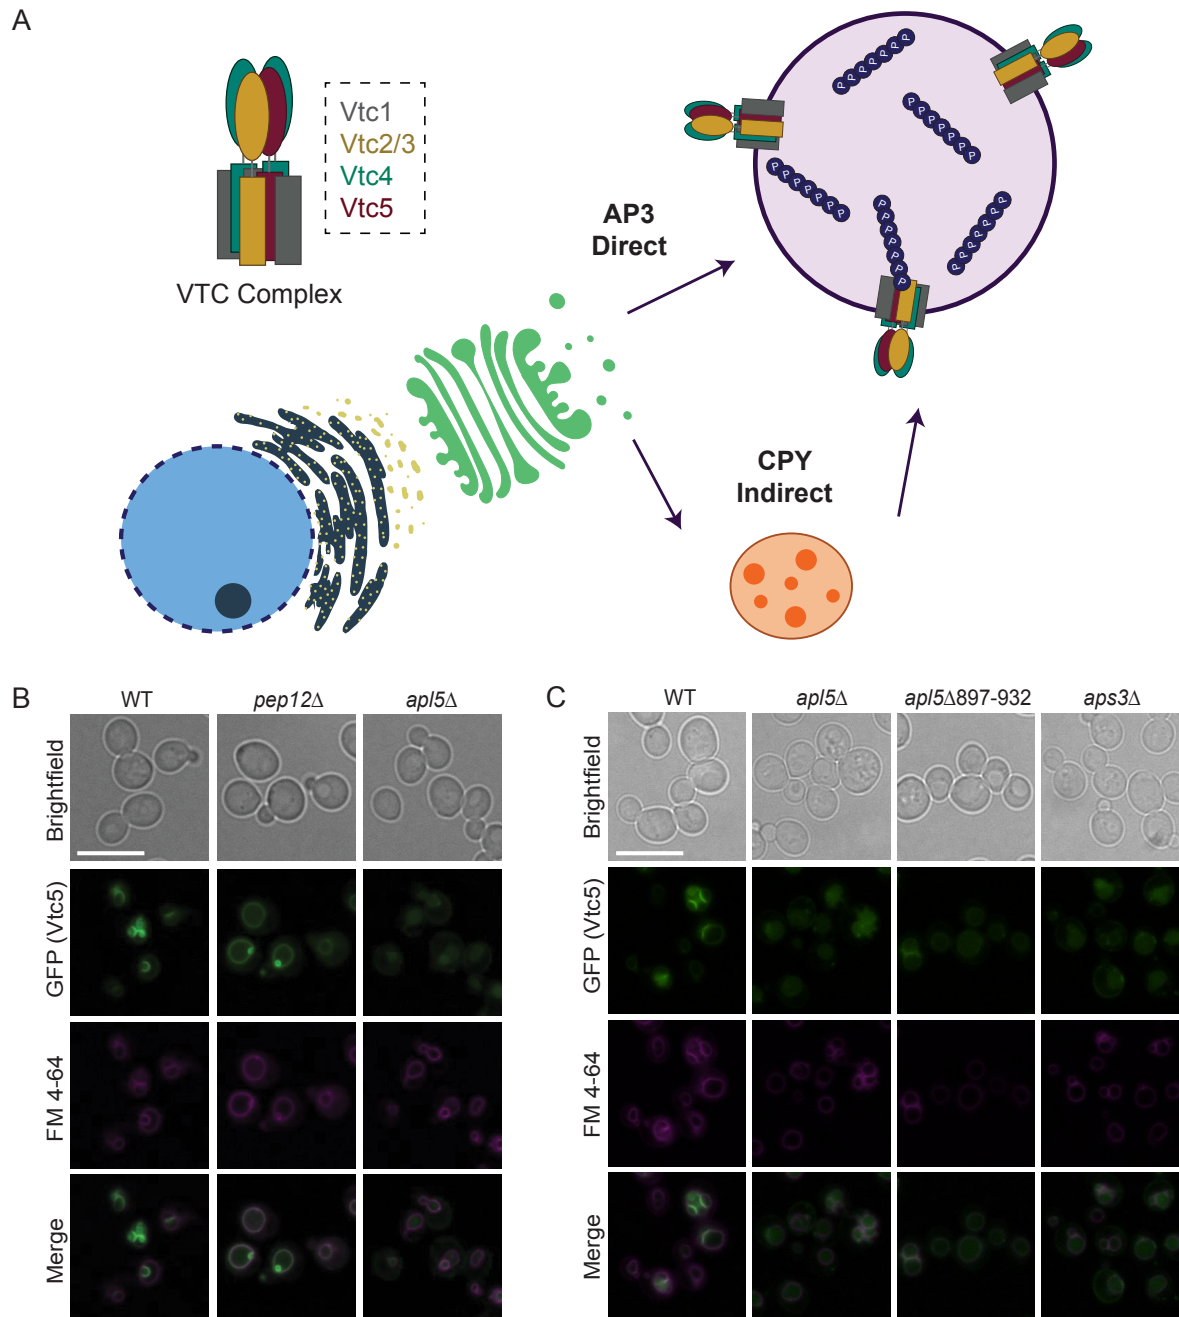 A
Vtc1
Vtc2/3
Vtc4
Vtc5
VTC Complex
AP3
Direct
CPY
Indirect
P P P P P P P
P P P P P P P
P P P P P P P
P P P P P P P
P P P P P P P
B
WT
pep12Δ
apl5Δ
Brightfield
GFP (Vtc5)
FM 4-64
Merge
C
WT
apl5Δ
apl5Δ897-932
aps3Δ
Brightfield
GFP (Vtc5)
FM 4-64
Merge